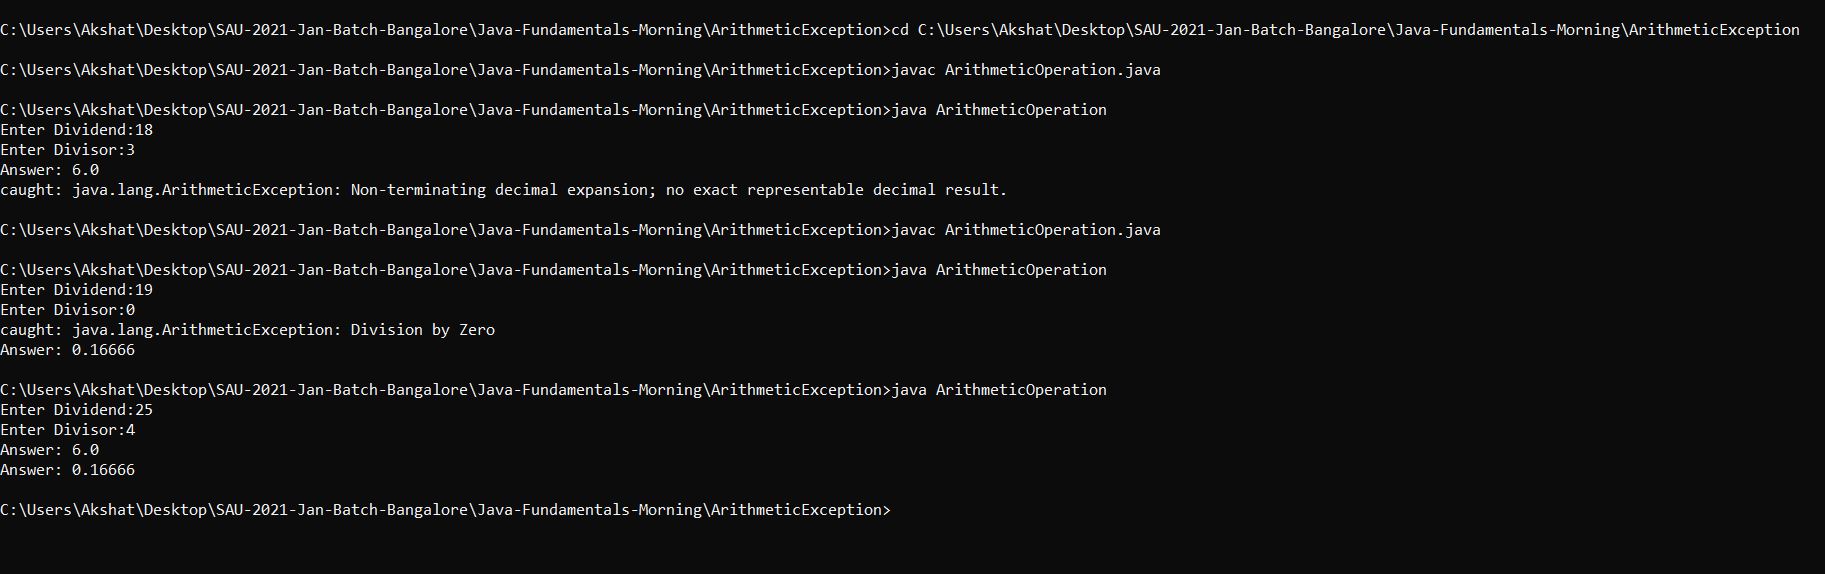 C:\Users\Akshat\Desktop\SAU-2021-Jan-Batch-Bangalore\Java-Fundamentals-Morning\ArithmeticException>cd C:\Users\Akshat\Desktop\SAU-2021-Jan-Batch-Bangalore\Java-Fundamentals-Morning\ArithmeticException
C:\Users\Akshat\Desktop\SAU-2021-Jan-Batch-Bangalore\Java-Fundamentals-Morning\ArithmeticException>javac ArithmeticOperation.java
C:\Users\Akshat\Desktop\SAU-2021-Jan-Batch-Bangalore\Java-Fundamentals-Morning\ArithmeticException>java ArithmeticOperation
Enter Dividend:18
Enter Divisor:3
Answer: 6.0
caught: java.lang.ArithmeticException: Non-terminating decimal expansion; no exact representable decimal result.
C:\Users\Akshat\Desktop\SAU-2021-Jan-Batch-Bangalore\Java-Fundamentals-Morning\ArithmeticException>javac ArithmeticOperation.java
C:\Users\Akshat\Desktop\SAU-2021-Jan-Batch-Bangalore\Java-Fundamentals-Morning\ArithmeticException>java ArithmeticOperation
Enter Dividend:19
Enter Divisor:0
caught: java.lang.ArithmeticException: Division by Zero
Answer: 0.16666
C:\Users\Akshat\Desktop\SAU-2021-Jan-Batch-Bangalore\Java-Fundamentals-Morning\ArithmeticException>java ArithmeticOperation
Enter Dividend:25
Enter Divisor:4
Answer: 6.0
Answer: 0.16666
C:\Users\Akshat\Desktop\SAU-2021-Jan-Batch-Bangalore\Java-Fundamentals-Morning\ArithmeticException>